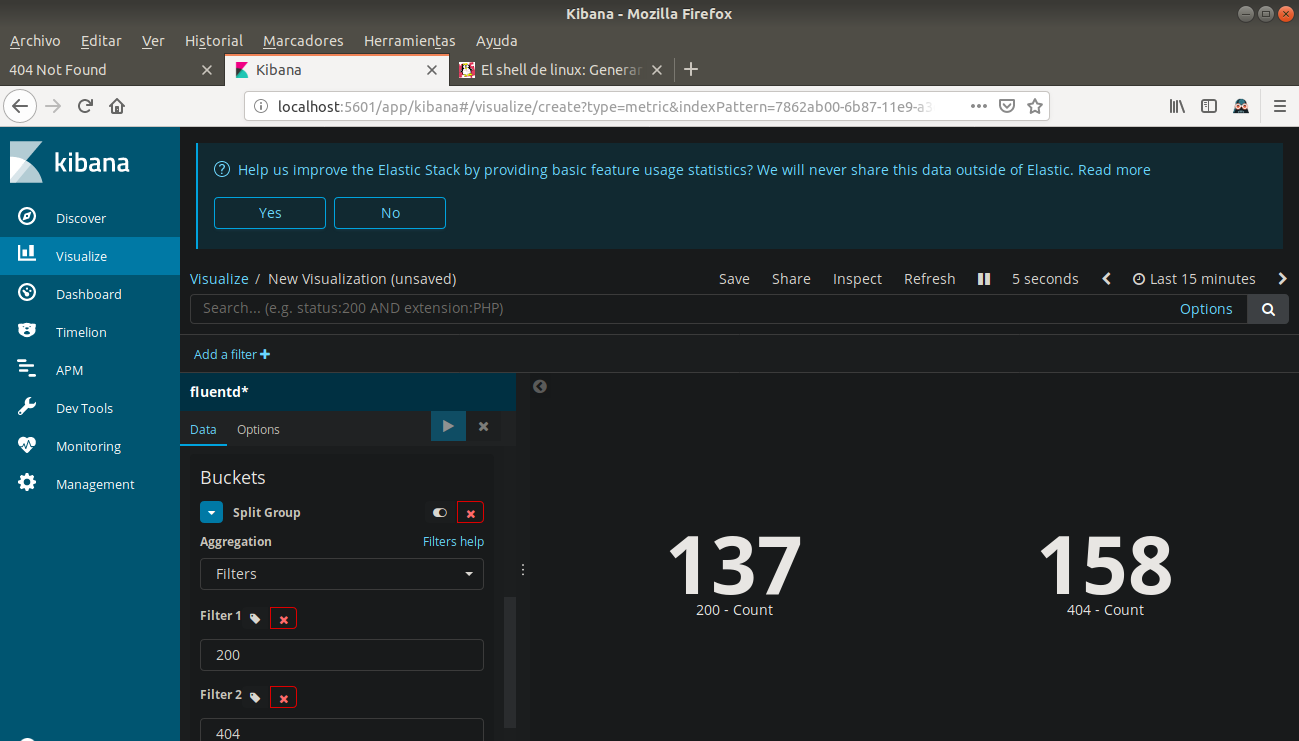 Kibana - Mozilla Firefox
Archivo Editar Ver Historial Marcadores Herramientas Ayuda
404 Not Found
Kibana
El shell de linux: Generar
localhost:5601/app/kibana#/visualize/create?type=metric&indexPattern=7862ab00-6b87-11e9-a3
kibana
Discover
Visualize
Dashboard
Timelion
APM
Dev Tools
Monitoring
Management
Help us improve the Elastic Stack by providing basic feature usage statistics? We will never share this data outside of Elastic. Read more
Yes No
Visualize / New Visualization (unsaved) Save Share Inspect Refresh 5 seconds Last 15 minutes
Search... (e.g. status:200 AND extension:PHP) Options
Add a filter
fluentd*
Data Options
Buckets
Split Group
Aggregation Filters help
Filters
Filter 1
200
Filter 2
404
137
200 - Count
158
404 - Count